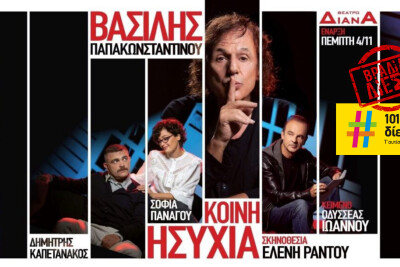 ΒΑΣΙΛΗΣ
ΠΑΠΑΚΩΝΣΤΑΝΤΙΝΟΥ
ΘΕΑΤΡΟ
ΔΙΑΝΑ
ΕΝΑΡΞΗ
ΠΕΜΠΤΗ 4/11
#
101
δίε
ΔΗΜΗΤΡΗΣ
ΚΑΠΕΤΑΝΑΚΟΣ
ΣΟΦΙΑ
ΠΑΝΑΓΟΥ
ΚΟΙΝΗ
ΗΣΥΧΙΑ
ΚΕΙΜΕΝΟ
ΟΔΥΣΣΕΑΣ
ΙΩΑΝΝΟΥ
ΣΚΗΝΟΘΕΣΙΑ
ΕΛΕΝΗ ΡΑΝΤΟΥ